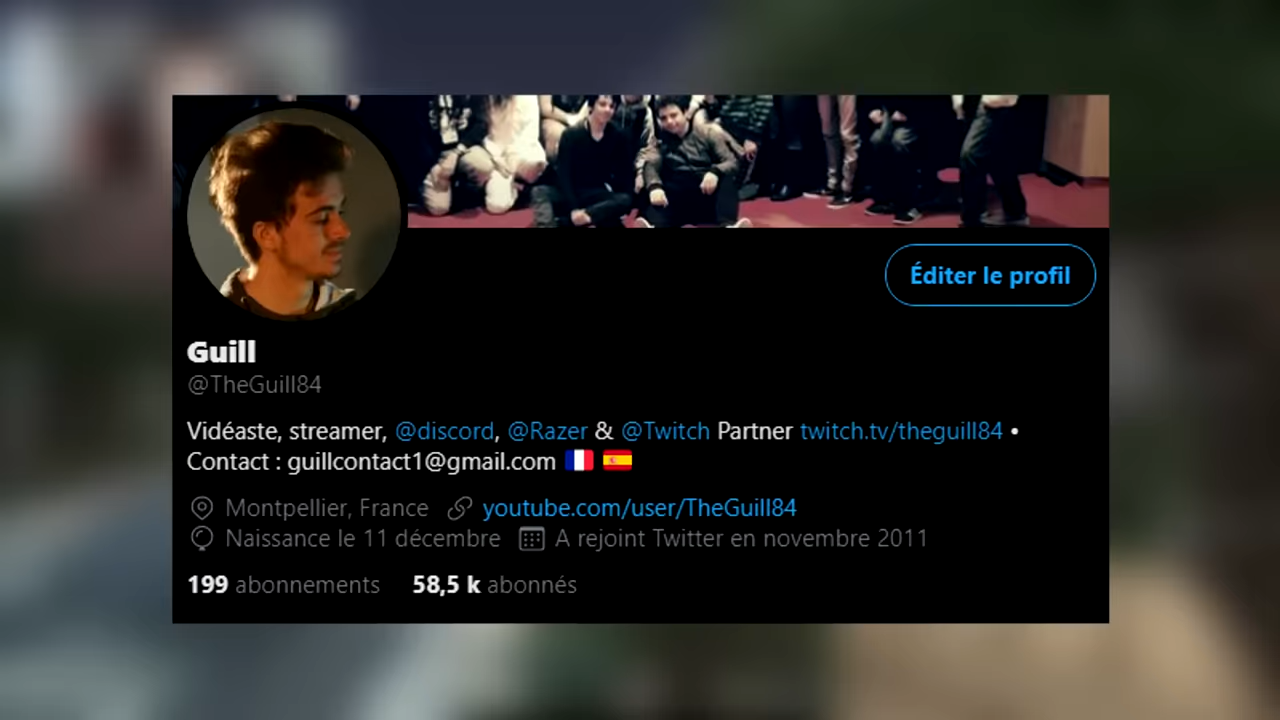 Éditer le profil
Guill
@TheGuill84
Vidéaste, streamer, @discord, @Razer & @Twitch Partner twitch.tv/theguill84 •
Contact : guillcontact1@gmail.com 🇫🇷 🇪🇸
Montpellier, France youtube.com/user/TheGuill84
Naissance le 11 décembre A rejoint Twitter en novembre 2011
199 abonnements 58,5 k abonnés